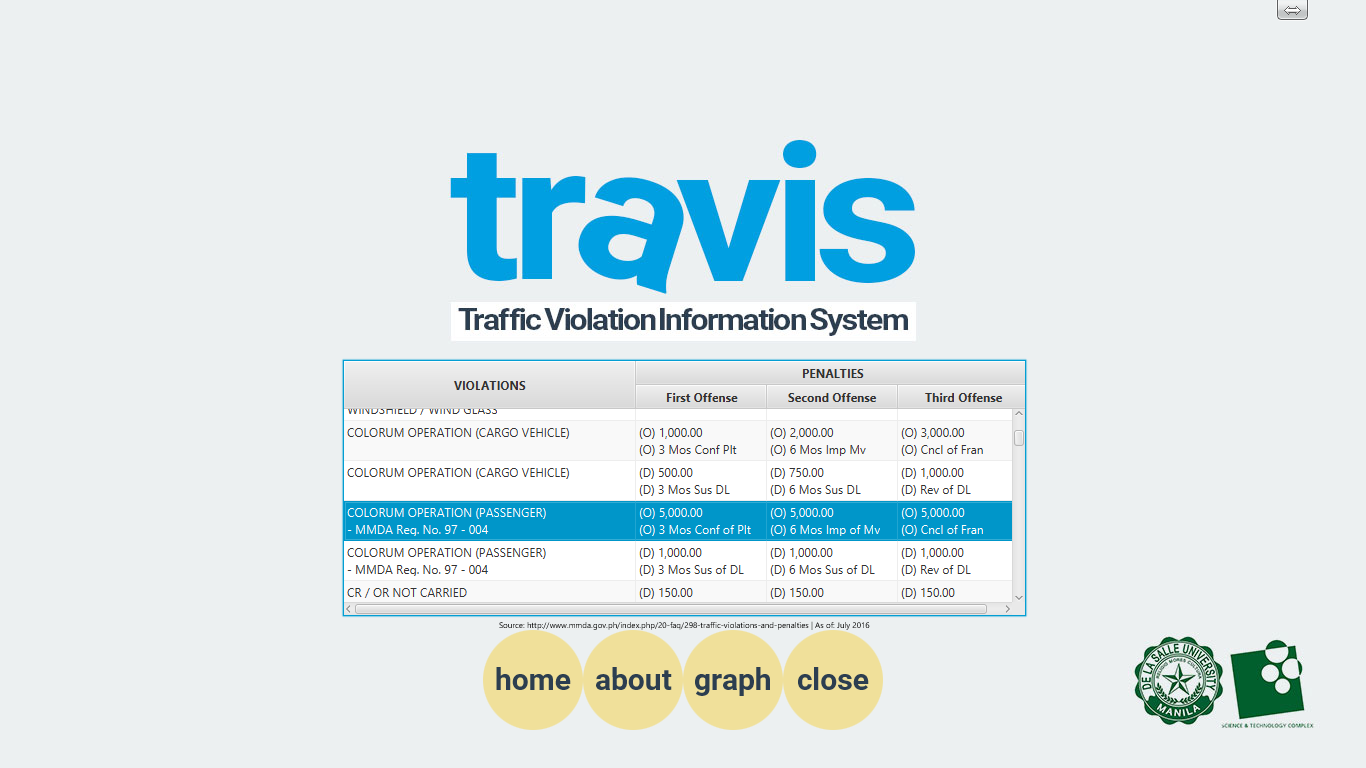 travis
Traffic Violation Information System
VIOLATIONS
PENALTIES
First Offense Second Offense Third Offense
WINDSHIELD / WIND GLASS
COLORUM OPERATION (CARGO VEHICLE) (O) 1,000.00 (O) 2,000.00 (O) 3,000.00
(O) 3 Mos Conf Plt (O) 6 Mos Imp Mv (O) Cncl of Fran
COLORUM OPERATION (CARGO VEHICLE) (D) 500.00 (D) 750.00 (D) 1,000.00
(D) 3 Mos Sus DL (D) 6 Mos Sus DL (D) Rev of DL
COLORUM OPERATION (PASSENGER) (O) 5,000.00 (O) 5,000.00 (O) 5,000.00
- MMDA Reg. No. 97 - 004 (O) 3 Mos Conf of Plt (O) 6 Mos Imp of Mv (O) Cncl of Fran
COLORUM OPERATION (PASSENGER) (D) 1,000.00 (D) 1,000.00 (D) 1,000.00
- MMDA Reg. No. 97 - 004 (D) 3 Mos Sus of DL (D) 6 Mos Sus of DL (D) Rev of DL
CR / OR NOT CARRIED (D) 150.00 (D) 150.00 (D) 150.00
Source: http://www.mmda.gov.ph/index.php/20-faq/298-traffic-violations-and-penalties | As of: July 2016
home about graph close
DE LA SALLE UNIVERSITY
MANILA
SCIENCE & TECHNOLOGY COMPLEX